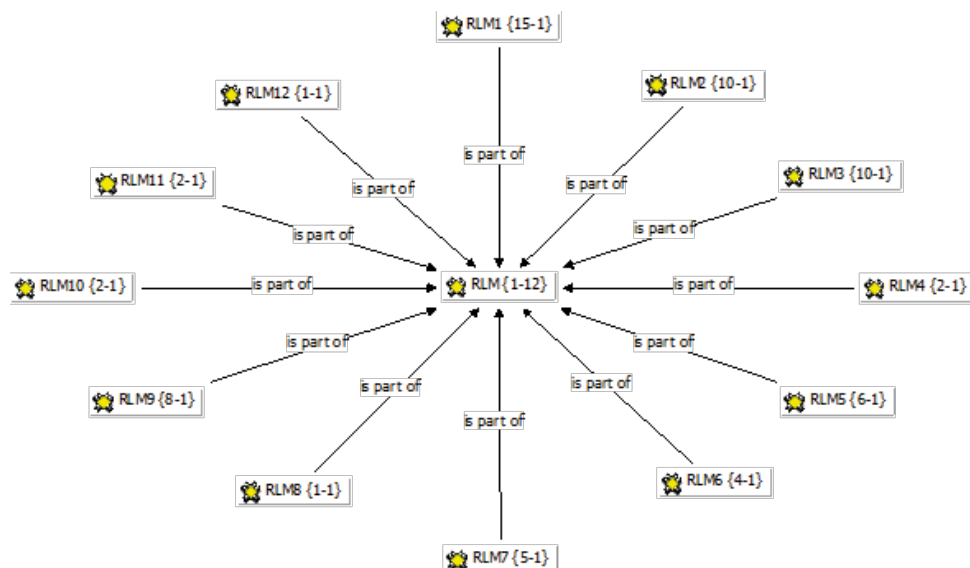 RLM1 {15-1}
RLM12 {1-1}
RLM2 {10-1}
is part of
RLM11 {2-1}
is part of
is part of
RLM3 {10-1}
is part of
is part of
RLM10 {2-1}
is part of
RLM {1-12}
is part of
RLM4 {2-1}
is part of
is part of
RLM9 {8-1}
is part of
is part of
RLM5 {6-1}
is part of
RLM8 {1-1}
RLM6 {4-1}
RLM7 {5-1}